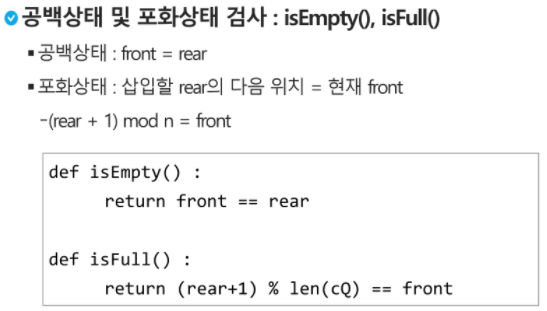 공백상태 및 포화상태 검사 : isEmpty(), isFull()
▪공백상태 : front = rear
▪포화상태 : 삽입할 rear의 다음 위치 = 현재 front
-(rear + 1) mod n = front
def isEmpty() :
return front == rear
def isFull() :
return (rear+1) % len(cQ) == front